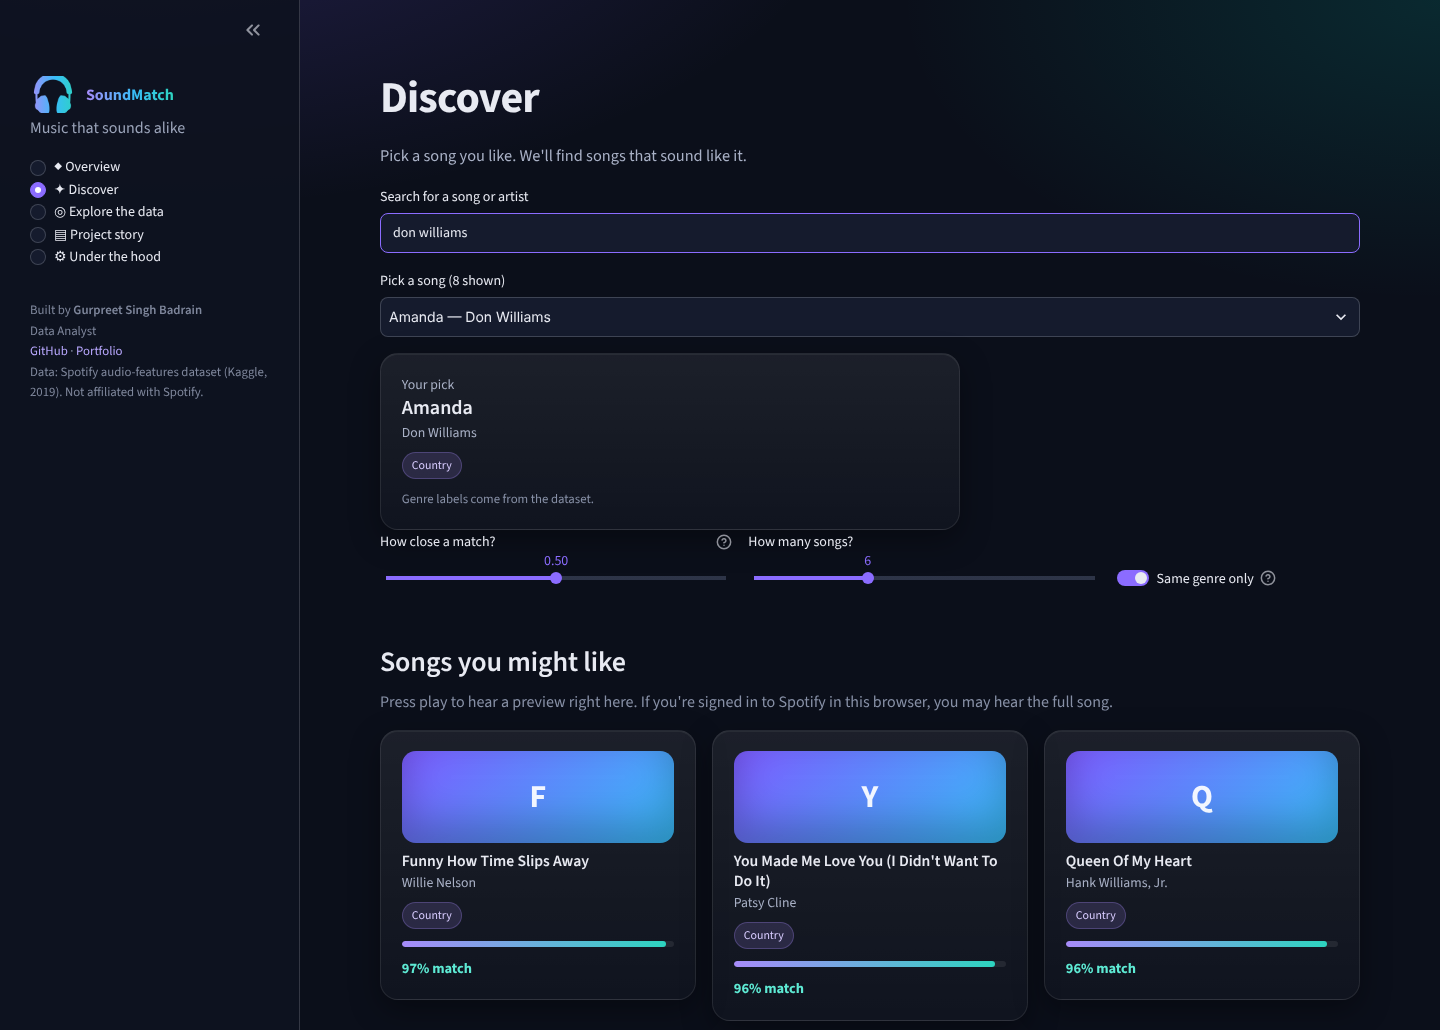 SoundMatch
Music that sounds alike
◆ Overview
✦ Discover
◎ Explore the data
▤ Project story
⚙ Under the hood
Built by Gurpreet Singh Badrain
Data Analyst
GitHub · Portfolio
Data: Spotify audio-features dataset (Kaggle,
2019). Not affiliated with Spotify.
Discover
Pick a song you like. We'll find songs that sound like it.
Search for a song or artist
don williams
Pick a song (8 shown)
Amanda — Don Williams
Your pick
Amanda
Don Williams
Country
Genre labels come from the dataset.
How close a match?
0.50
How many songs?
6
Same genre only
Songs you might like
Press play to hear a preview right here. If you're signed in to Spotify in this browser, you may hear the full song.
F
Funny How Time Slips Away
Willie Nelson
Country
97% match
Y
You Made Me Love You (I Didn't Want To
Do It)
Patsy Cline
Country
96% match
Q
Queen Of My Heart
Hank Williams, Jr.
Country
96% match